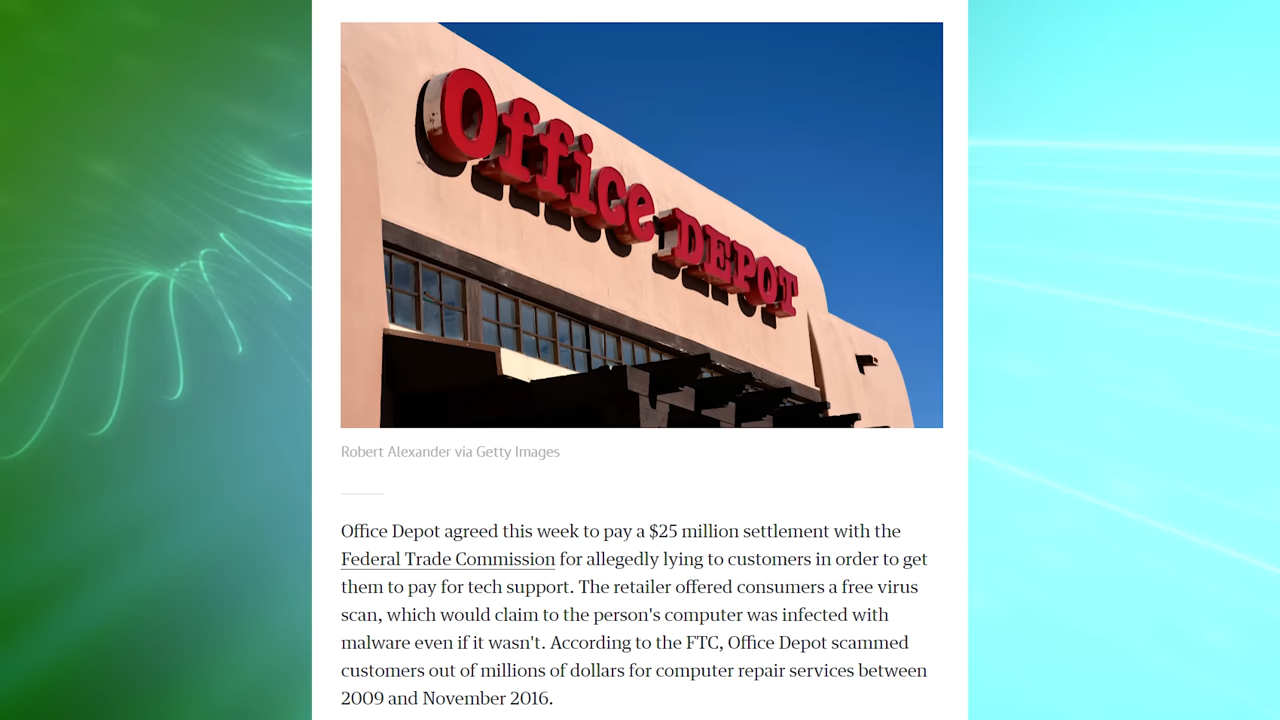 Office DEPOT
Robert Alexander via Getty Images
Office Depot agreed this week to pay a $25 million settlement with the
Federal Trade Commission for allegedly lying to customers in order to get
them to pay for tech support. The retailer offered consumers a free virus
scan, which would claim to the person's computer was infected with
malware even if it wasn't. According to the FTC, Office Depot scammed
customers out of millions of dollars for computer repair services between
2009 and November 2016.